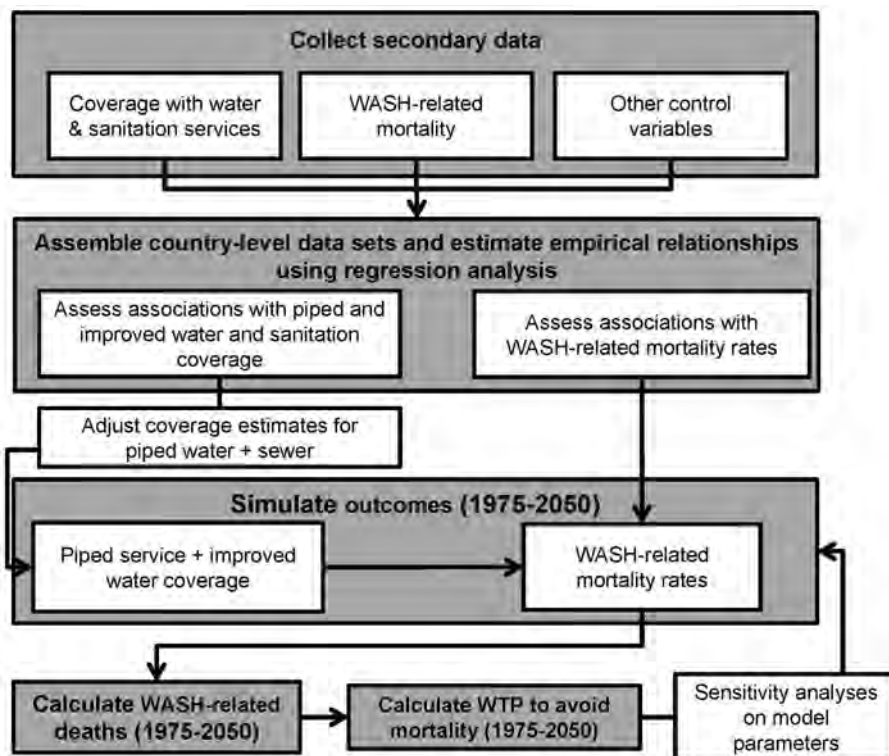 Collect secondary data
Coverage with water
& sanitation services
WASH-related
mortality
Other control
variables
Assemble country-level data sets and estimate empirical relationships
using regression analysis
Assess associations with piped and
improved water and sanitation
coverage
Assess associations with
WASH-related mortality rates
Adjust coverage estimates for
piped water + sewer
Simulate outcomes (1975-2050)
Piped service + improved
water coverage
WASH-related
mortality rates
Calculate WASH-related
deaths (1975-2050)
Calculate WTP to avoid
mortality (1975-2050)
Sensitivity analyses
on model
parameters